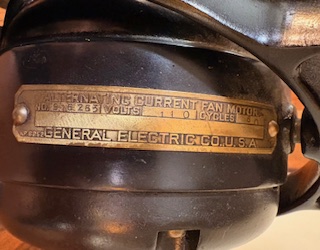 ALTERNATING CURRENT FAN MOTOR
VOLTS 110 CYCLES
GENERAL ELECTRIC CO. U.S.A.